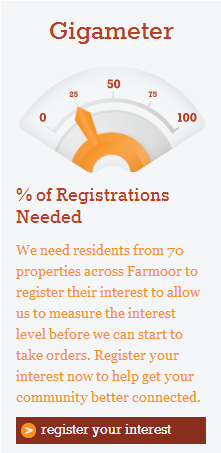 Gigameter
50
25
75
0
100
% of Registrations
Needed
We need residents from 70
properties across Farmoor to
register their interest to allow
us to measure the interest
level before we can start to
take orders. Register your
interest now to help get your
community better connected.
> register your interest